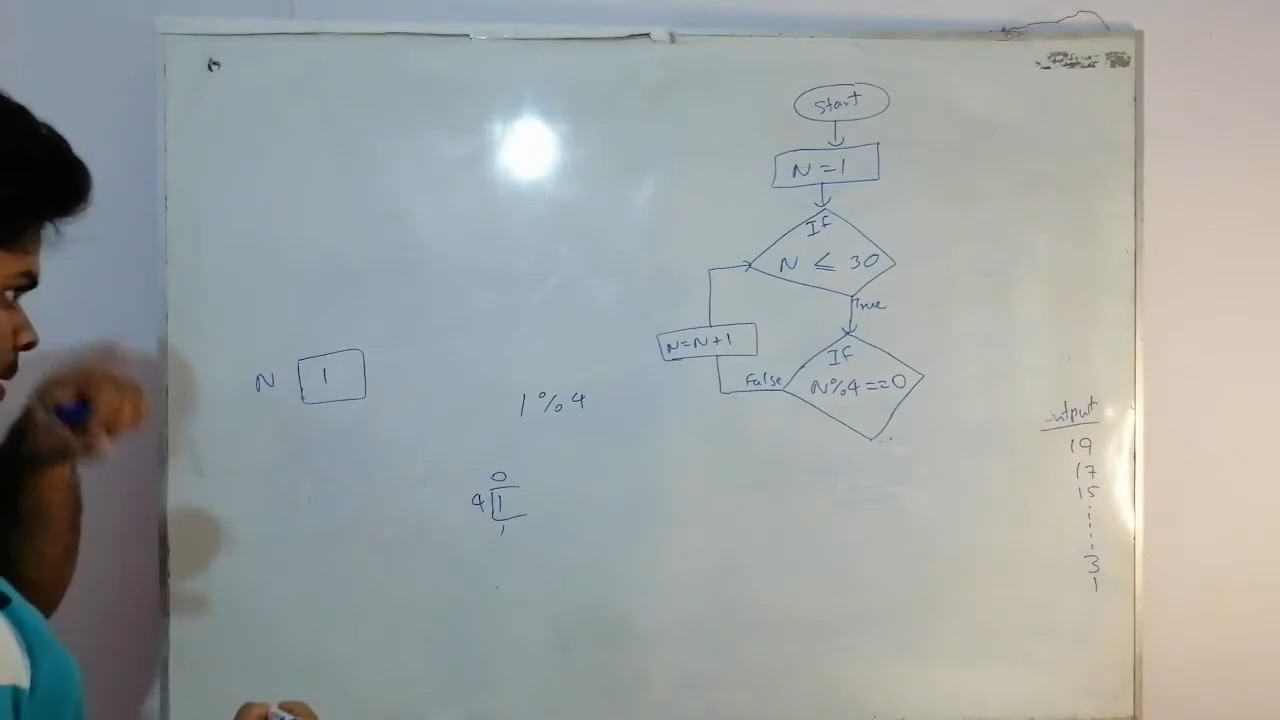 Start
N=1
If
N ≤ 30
True
N=N+1
If
False
N%4==0
N 1
1%4
0
4 1
1
19
17
15
3
1